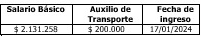 Salario Básico Auxilio de Transporte Fecha de ingreso
$ 2.131.258 $ 200.000 17/01/2024